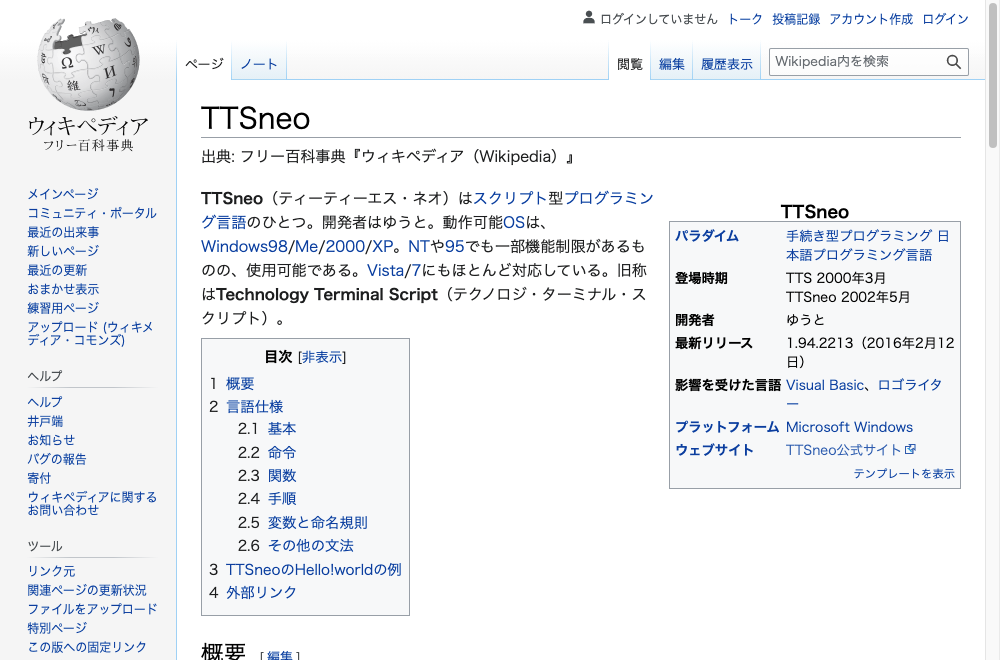 ログインしていません トーク 投稿記録 アカウント作成 ログイン
ページ ノート 閲覧 編集 履歴表示 Wikipedia内を検索
ウィキペディア
フリー百科事典
メインページ
コミュニティ・ポータル
最近の出来事
新しいページ
最近の更新
おまかせ表示
練習用ページ
アップロード (ウィキメ
ディア・コモンズ)
ヘルプ
ヘルプ
井戸端
お知らせ
バグの報告
寄付
ウィキペディアに関する
お問い合わせ
ツール
リンク元
関連ページの更新状況
ファイルをアップロード
特別ページ
この版への固定リンク
TTSneo
出典: フリー百科事典『ウィキペディア（Wikipedia）』
TTSneo（ティーティーエス・ネオ）はスクリプト型プログラミン
グ言語のひとつ。開発者はゆうと。動作可能OSは、
Windows98/Me/2000/XP。NTや95でも一部機能制限があるも
のの、使用可能である。Vista/7にもほとんど対応している。旧称
はTechnology Terminal Script（テクノロジ・ターミナル・ス
クリプト）。
TTSneo
パラダイム 手続き型プログラミング 日
本語プログラミング言語
登場時期 TTS 2000年3月
TTSneo 2002年5月
開発者 ゆうと
最新リリース 1.94.2213（2016年2月12
日）
影響を受けた言語 Visual Basic、ロゴライタ
ー
プラットフォーム Microsoft Windows
ウェブサイト TTSneo公式サイト
テンプレートを表示
目次 [非表示]
1 概要
2 言語仕様
2.1 基本
2.2 命令
2.3 関数
2.4 手順
2.5 変数と命名規則
2.6 その他の文法
3 TTSneoのHello!worldの例
4 外部リンク
概要 [編集]